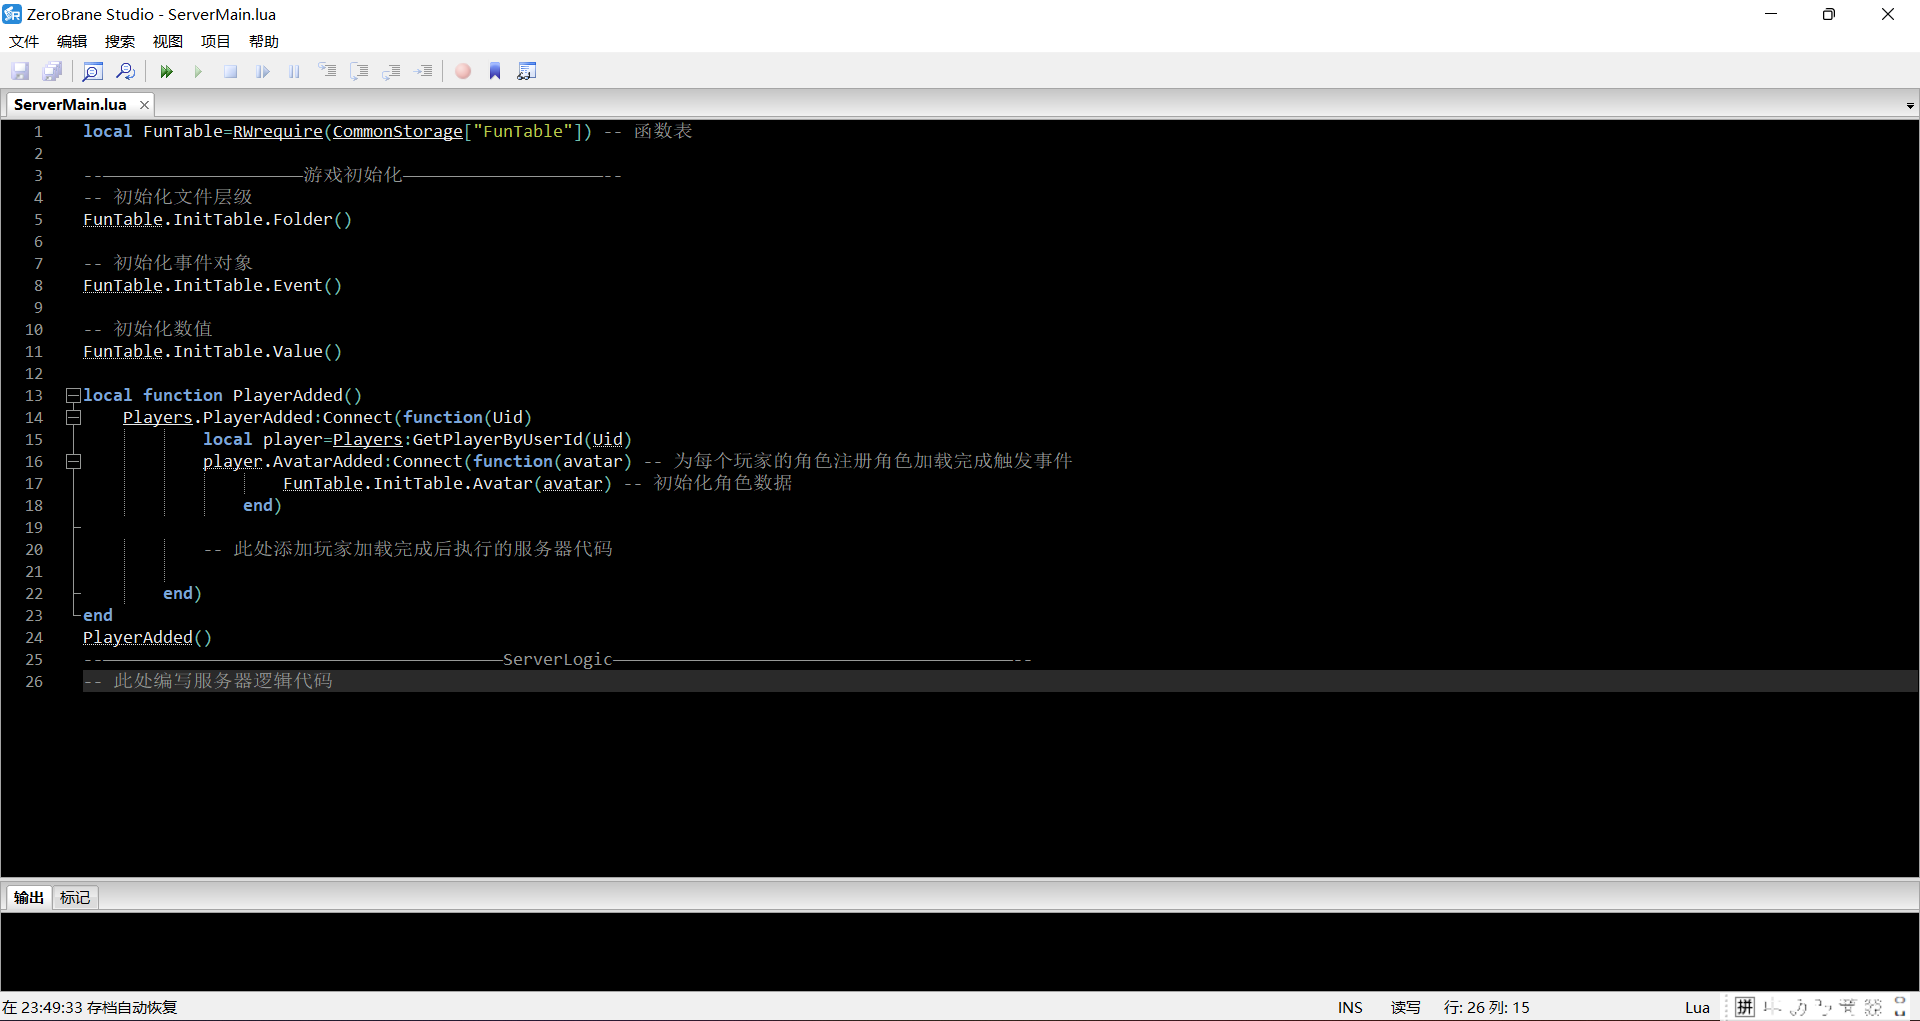 ZeroBrane Studio - ServerMain.lua
文件 编辑 搜索 视图 项目 帮助
ServerMain.lua
1 local FunTable=RWrequire(CommonStorage["FunTable"]) -- 函数表
2
3 --————————————————————游戏初始化————————————————————--
4 -- 初始化文件层级
5 FunTable.InitTable.Folder()
6
7 -- 初始化事件对象
8 FunTable.InitTable.Event()
9
10 -- 初始化数值
11 FunTable.InitTable.Value()
12
13 local function PlayerAdded()
14 Players.PlayerAdded:Connect(function(Uid)
15 local player=Players:GetPlayerByUserId(Uid)
16 player.AvatarAdded:Connect(function(avatar) -- 为每个玩家的角色注册角色加载完成触发事件
17 FunTable.InitTable.Avatar(avatar) -- 初始化角色数据
18 end)
19
20 -- 此处添加玩家加载完成后执行的服务器代码
21
22 end)
23 end
24 PlayerAdded()
25 --————————————————————————————————————————ServerLogic————————————————————————————————————————--
26 -- 此处编写服务器逻辑代码
输出 标记
在 23:49:33 存档自动恢复 INS 读写 行: 26 列: 15 Lua 拼